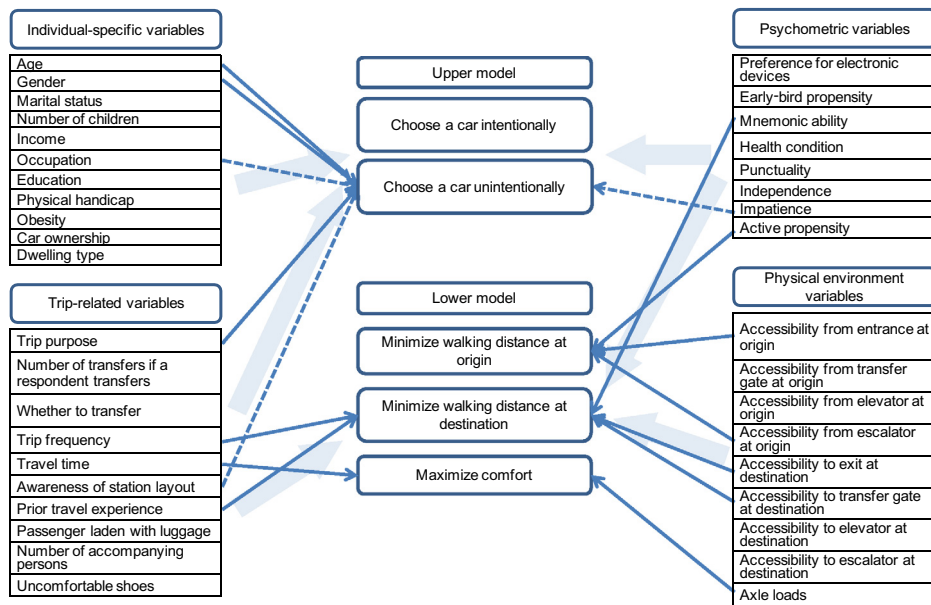 Individual-specific variables
Age
Gender
Marital status
Number of children
Income
Occupation
Education
Physical handicap
Obesity
Car ownership
Dwelling type
Trip-related variables
Trip purpose
Number of transfers if a
respondent transfers
Whether to transfer
Trip frequency
Travel time
Awareness of station layout
Prior travel experience
Passenger laden with luggage
Number of accompanying
persons
Uncomfortable shoes
Upper model
Choose a car intentionally
Choose a car unintentionally
Lower model
Minimize walking distance at
origin
Minimize walking distance at
destination
Maximize comfort
Psychometric variables
Preference for electronic
devices
Early-bird propensity
Mnemonic ability
Health condition
Punctuality
Independence
Impatience
Active propensity
Physical environment
variables
Accessibility from entrance at
origin
Accessibility from transfer
gate at origin
Accessibility from elevator at
origin
Accessibility from escalator
at origin
Accessibility to exit at
destination
Accessibility to transfer gate
at destination
Accessibility to elevator at
destination
Accessibility to escalator at
destination
Axle loads